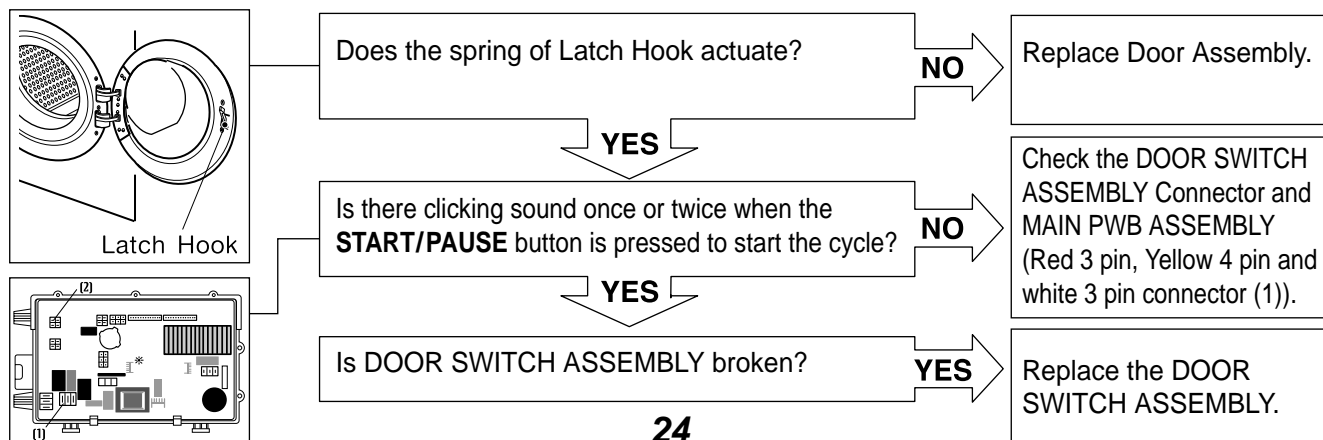 Latch Hook
Does the spring of Latch Hook actuate?
NO
Replace Door Assembly.
YES
(2)
(1)
Is there clicking sound once or twice when the
START/PAUSE button is pressed to start the cycle?
NO
Check the DOOR SWITCH
ASSEMBLY Connector and
MAIN PWB ASSEMBLY
(Red 3 pin, Yellow 4 pin and
white 3 pin connector (1)).
YES
Is DOOR SWITCH ASSEMBLY broken?
YES
Replace the DOOR
SWITCH ASSEMBLY.
24